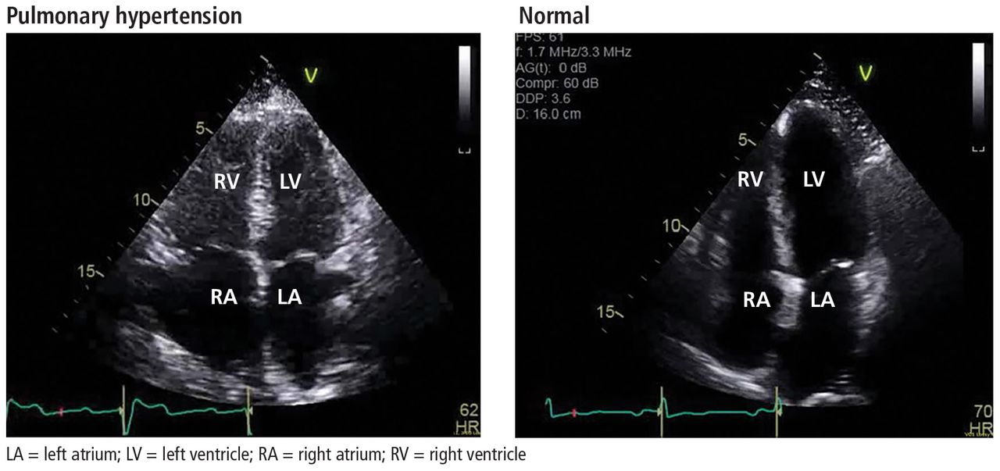 Pulmonary hypertension
Normal
V
5
10
15
RV LV
RA LA
62
HR
FPS: 61
f: 1.7 MHz/3.3 MHz
AG(t): 0 dB
Compr: 60 dB
DDP: 3.6
D: 16.0 cm
V
5
10
15
RV LV
RA LA
70
HR
LA = left atrium; LV = left ventricle; RA = right atrium; RV = right ventricle